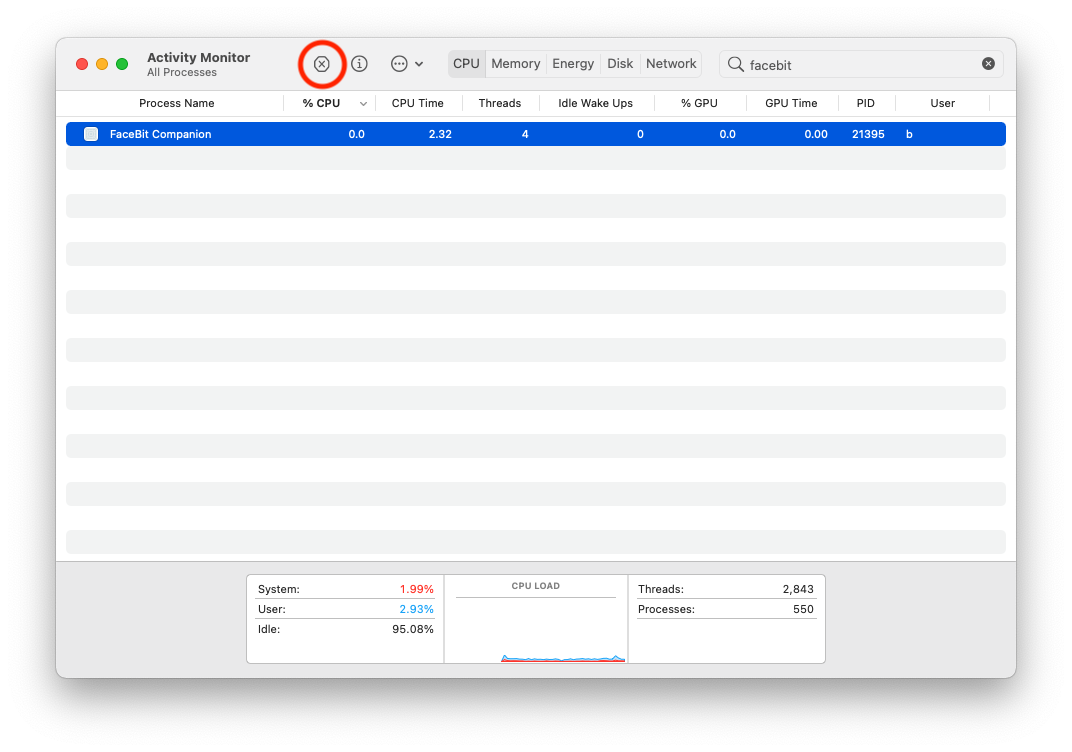 Activity Monitor
All Processes
CPU Memory Energy Disk Network
facebit
Process Name % CPU CPU Time Threads Idle Wake Ups % GPU GPU Time PID User
FaceBit Companion 0.0 2.32 4 0 0.0 0.00 21395 b
CPU LOAD
System: 1.99% Threads: 2,843
User: 2.93% Processes: 550
Idle: 95.08%